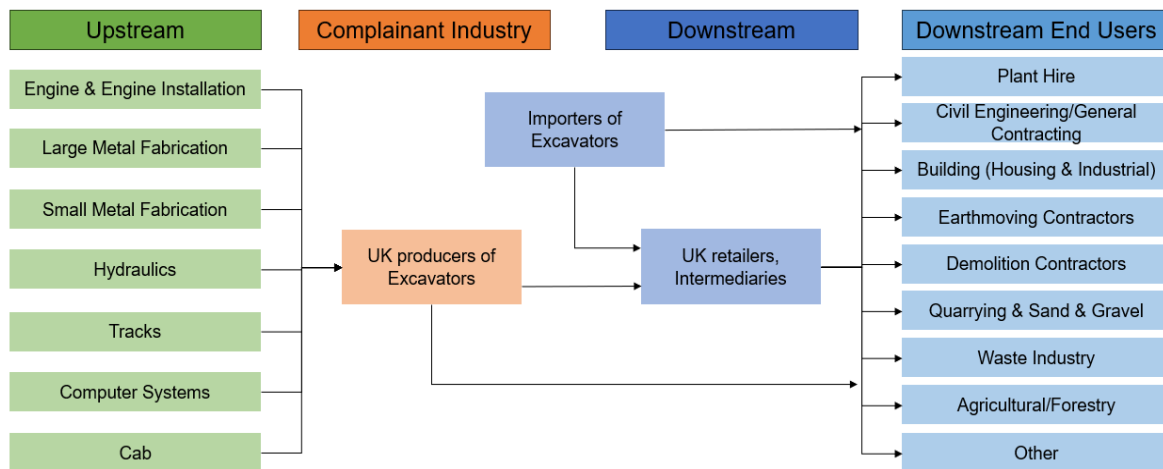 Upstream
Complainant Industry
Downstream
Downstream End Users
Engine & Engine Installation
Large Metal Fabrication
Small Metal Fabrication
Hydraulics
Tracks
Computer Systems
Cab
UK producers of
Excavators
Importers of
Excavators
UK retailers,
Intermediaries
Plant Hire
Civil Engineering/General
Contracting
Building (Housing & Industrial)
Earthmoving Contractors
Demolition Contractors
Quarrying & Sand & Gravel
Waste Industry
Agricultural/Forestry
Other